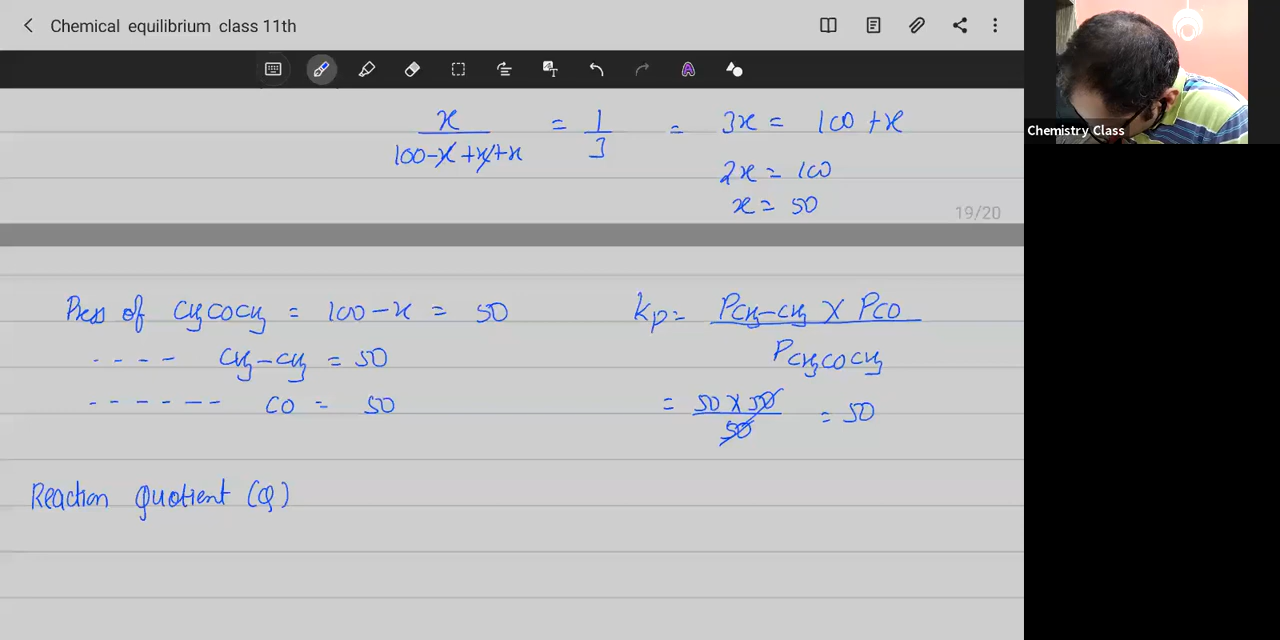 Chemical equilibrium class 11th
Chemistry Class
x / 100-x+x+x = 1/3 = 3x = 100+x
2x = 100
x = 50
19/20
Press of CH3COCH3 = 100-x = 50
---- CH3-CH3 = 50
------ CO = 50
Kp = PCH3-CH3 X PCO / PCH3COCH3
= 50 X 50 / 50 = 50
Reaction Quotient (Q)